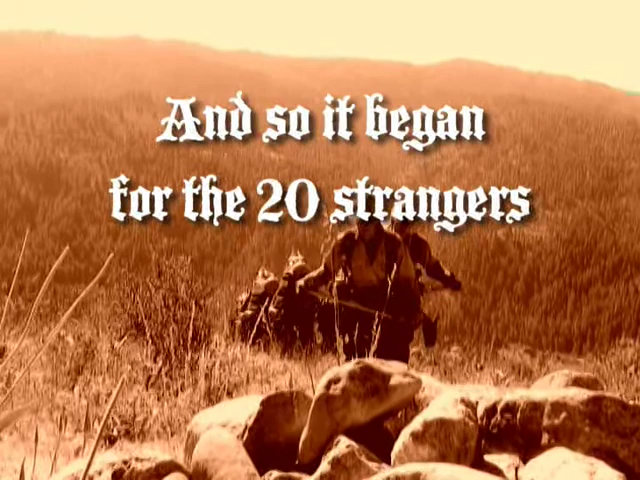 And so it began
for the 20 strangers